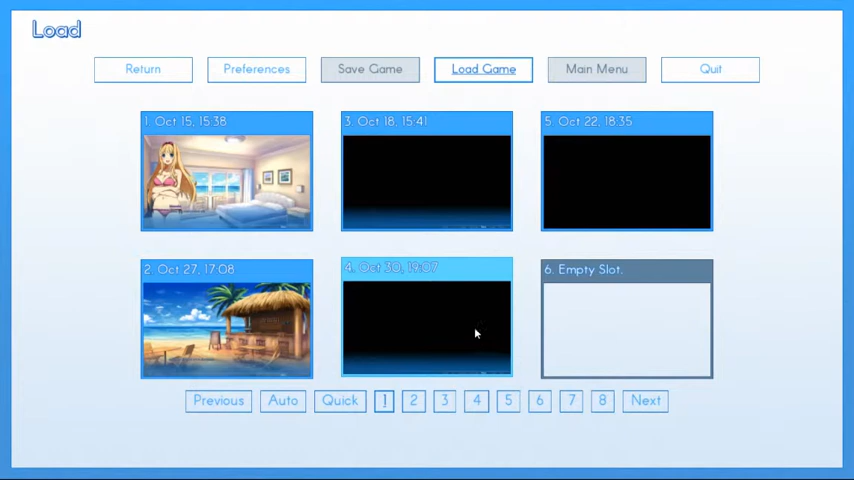 Load
Return
Preferences
Save Game
Load Game
Main Menu
Quit
1. Oct 15, 15:38
3. Oct 18, 15:41
5. Oct 22, 18:35
2. Oct 27, 17:08
4. Oct 30, 19:07
6. Empty Slot.
Previous Auto Quick 1 2 3 4 5 6 7 8 Next